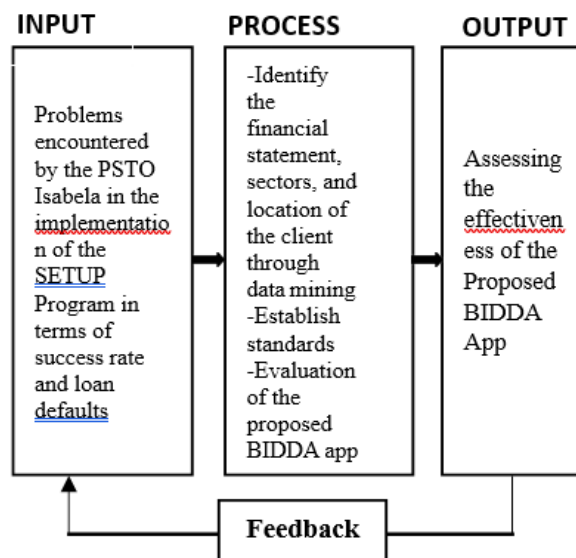 INPUT
Problems
encountered
by the PSTO
Isabela in the
implementatio
n of the
SETUP
Program in
terms of
success rate
and loan
defaults
PROCESS
-Identify
the
financial
statement,
sectors, and
location of
the client
through
data mining
-Establish
standards
-Evaluation
of the
proposed
BIDDA app
OUTPUT
Assessing
the
effectiven
ess of the
Proposed
BIDDA
App
Feedback